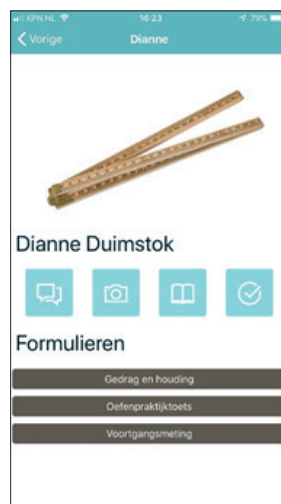 KPN NL 16:23 79%
Vorige Dianne
Dianne Duimstok
Formulieren
Gedrag en houding
Oefenpraktijktoets
Voortgangsmeting